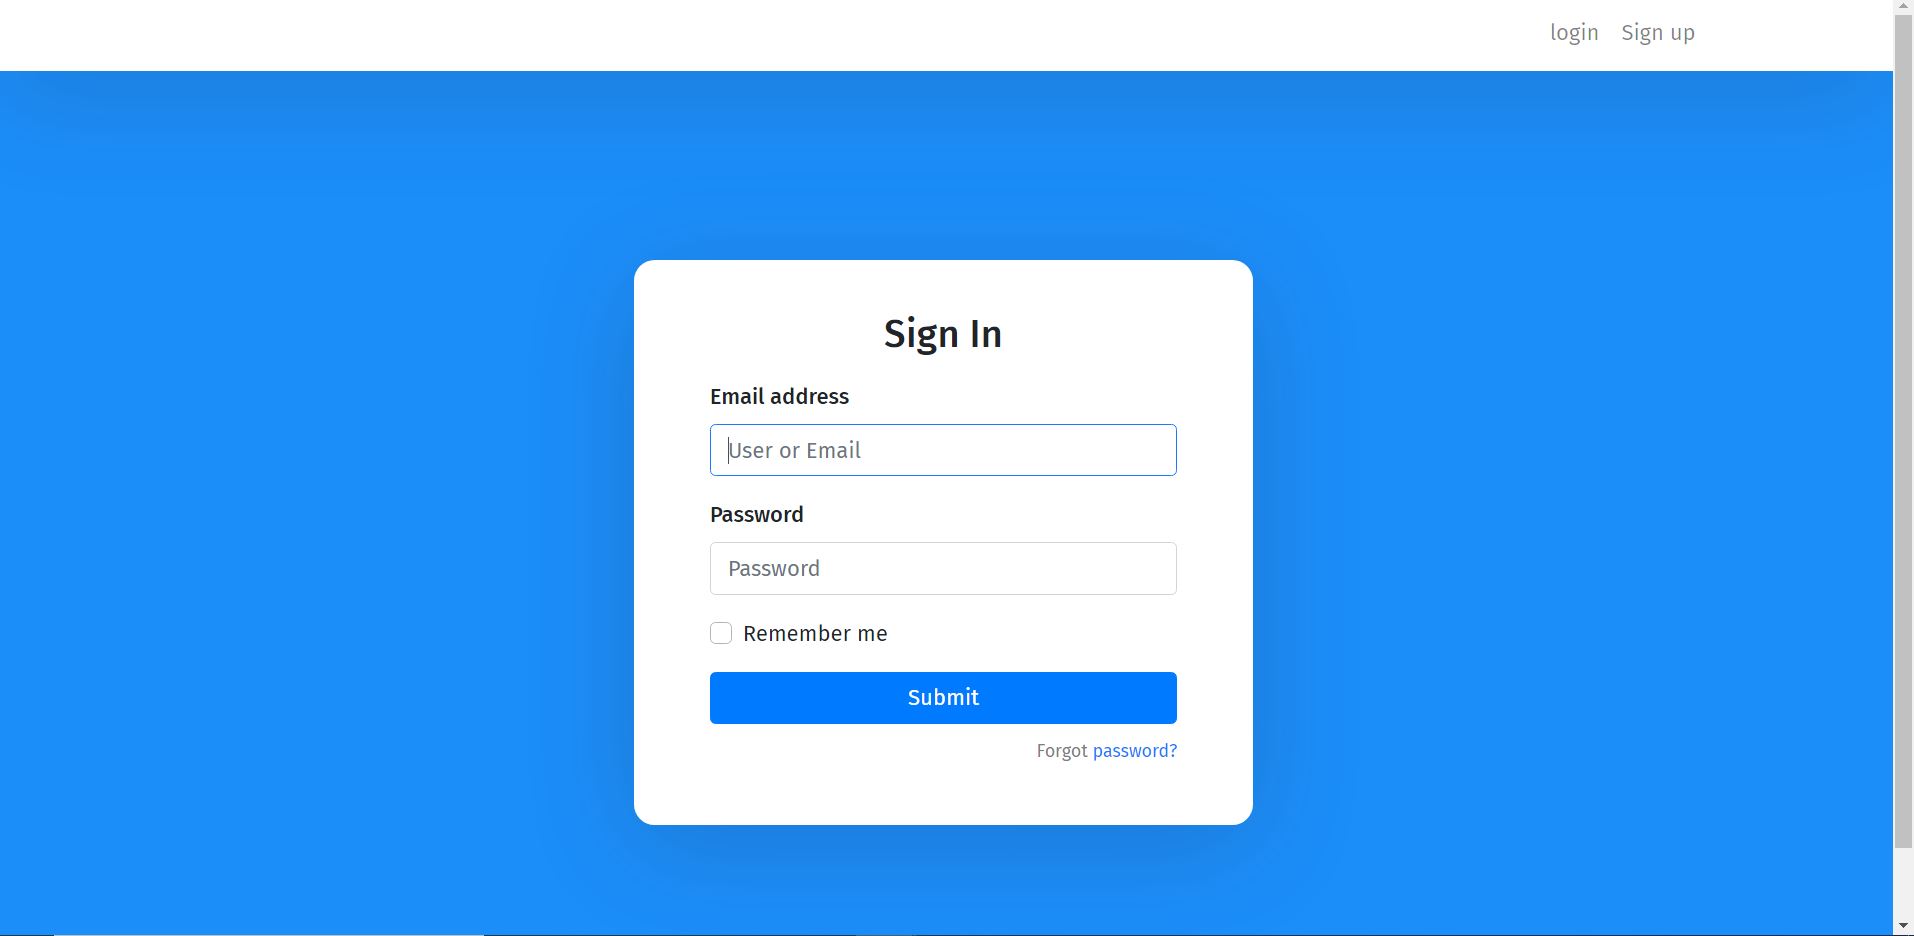 login Sign up
Sign In
Email address
User or Email
Password
Password
Remember me
Submit
Forgot password?